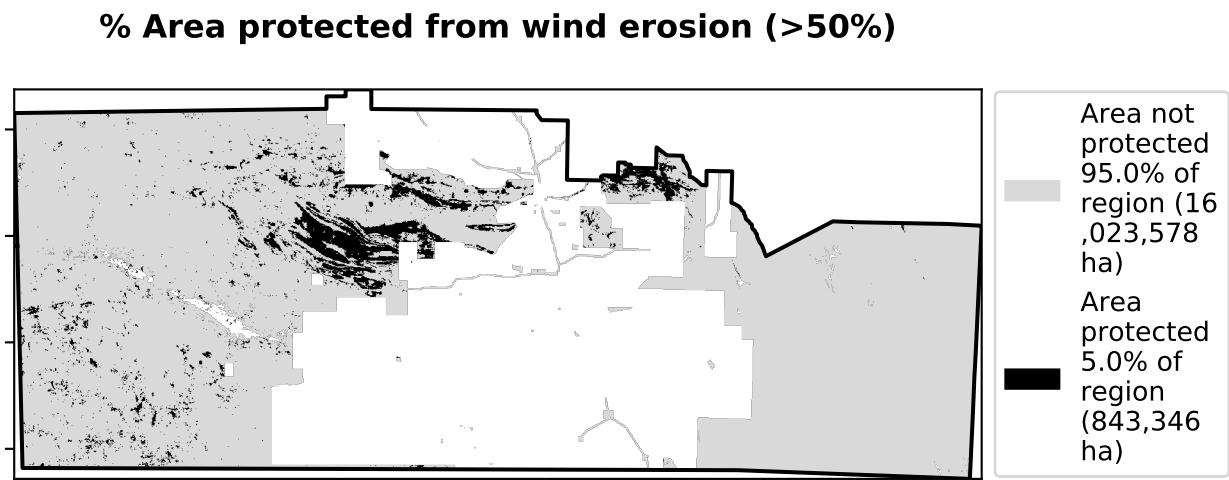 % Area protected from wind erosion (>50%)
Area not
protected
95.0% of
region (16
,023,578
ha)
Area
protected
5.0% of
region
(843,346
ha)